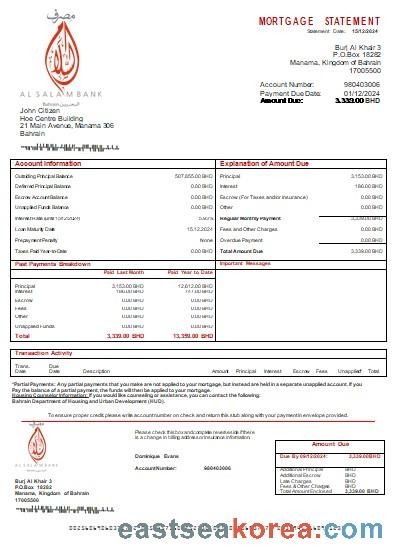 مصرف
AL SALAM BANK
البحرين Bahrain
MORTGAGE STATEMENT
Statement Date: 15/12/2024
Burj Al Khair 3
P.O.Box 18282
Manama, Kingdom of Bahrain
17005500
Account Number: 980403006
Payment Due Date: 01/12/2024
Amount Due: 3,339.00 BHD
John Citizen
Hoe Centre Building
21 Main Avenue, Manama 306
Bahrain
Account Information
Outstanding Principal Balance 507,855.00 BHD
Deferred Principal Balance 0.00 BHD
Escrow Account Balance 0.00 BHD
Unapplied Funds Balance 0.00 BHD
Interest Rate (until 15/12/2024)
Loan Maturity Date 15.12.2024
Prepayment Penalty None
Taxes Paid Year-to-Date 0.00 BHD
Explanation of Amount Due
Principal 3,153.00 BHD
Interest 186.00 BHD
Escrow (For Taxes and/or Insurance) 0.00 BHD
Other 0.00 BHD
Regular Monthly Payment 3,339.00 BHD
Fees and Other Charges 0.00 BHD
Overdue Payment 0.00 BHD
Total Amount Due 3,339.00 BHD
Past Payments Breakdown
Paid Last Month Paid Year to Date
Principal 3,153.00 BHD 12,612.00 BHD
Interest 186.00 BHD
Escrow 0.00 BHD 0.00 BHD
Fees 0.00 BHD 0.00 BHD
Other 0.00 BHD 0.00 BHD
Unapplied Funds 0.00 BHD 0.00 BHD
Total 3,339.00 BHD 13,359.00 BHD
Important Messages
Transaction Activity
Trans. Date Due Date Description Amount Principal Interest Escrow Fees Unapplied* Total
*Partial Payments: Any partial payments that you make are not applied to your mortgage, but instead are held in a separate unapplied account. If you
Pay the balance of a partial payment, the funds will then be applied to your mortgage.
Housing Counselor Information: If you would like counseling or assistance, you can contact the following:
Bahrain Department of Housing and Urban Development (HUD).
To ensure proper credit please write account number on check and return this stub along with your payment in envelope provided.
مصرف
AL SALAM BANK
Burj Al Khair 3
P.O.Box 18282
Manama, Kingdom of Bahrain
17005500
Please check this box and complete reverse side if there
is a change in billing address or insurance information.
Dominique Evans
Account Number: 980403006
Amount Due
Due By 09/12/2024: 3,339.00 BHD
Additional Principal BHD
Additional Escrow BHD
Late Charges BHD
Fees & Other Charges BHD
Total Amount Enclosed 3,339.00 BHD
eastseakorea.com